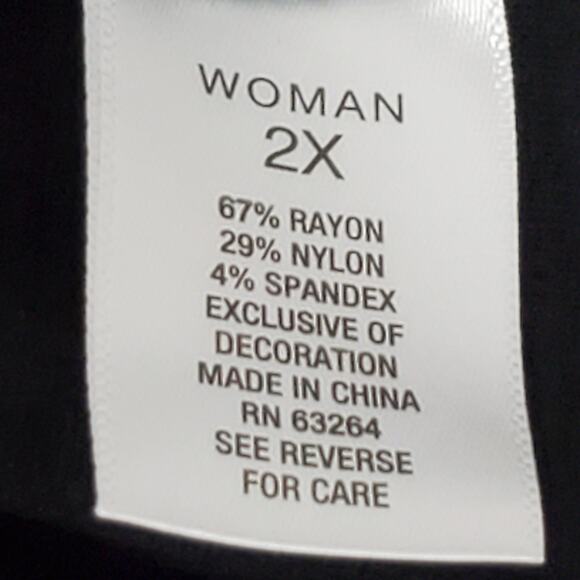 WOMAN
2X
67% RAYON
29% NYLON
4% SPANDEX
EXCLUSIVE OF
DECORATION
MADE IN CHINA
RN 63264
SEE REVERSE
FOR CARE